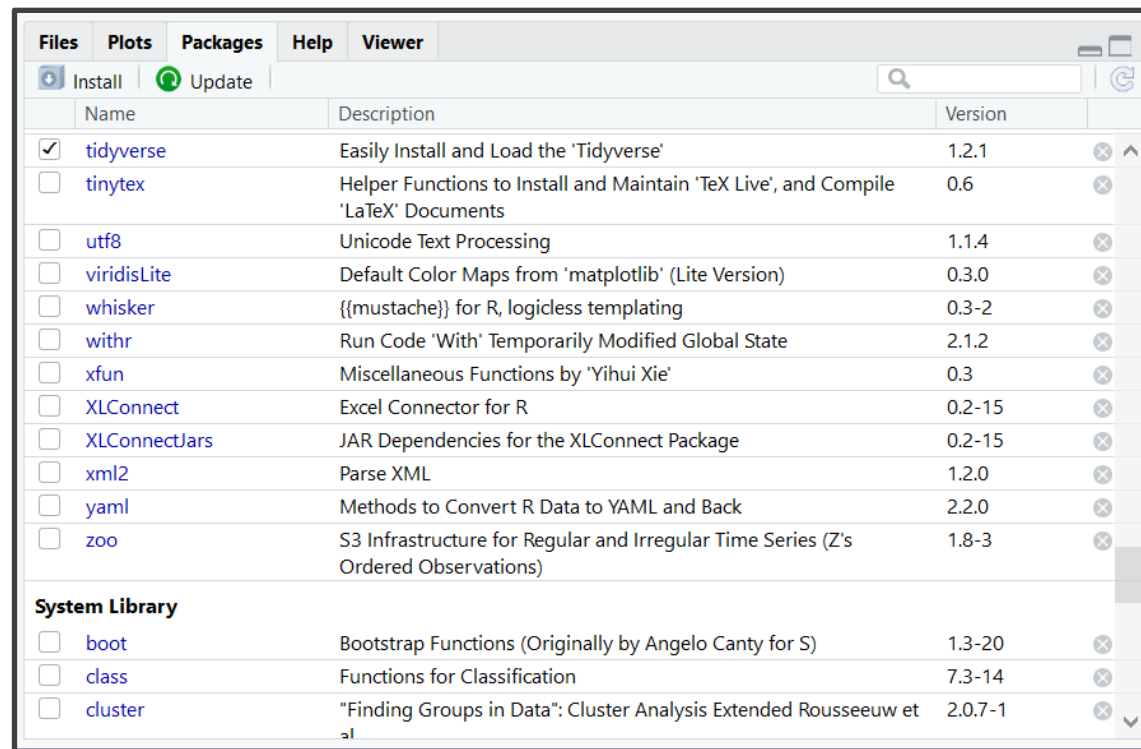 Files Plots Packages Help Viewer
Install Update
Name Description Version
tidyverse Easily Install and Load the 'Tidyverse' 1.2.1
tinytex Helper Functions to Install and Maintain 'TeX Live', and Compile 0.6
'LaTeX' Documents
utf8 Unicode Text Processing 1.1.4
viridisLite Default Color Maps from 'matplotlib' (Lite Version) 0.3.0
whisker {{mustache}} for R, logicless templating 0.3-2
withr Run Code 'With' Temporarily Modified Global State 2.1.2
xfun Miscellaneous Functions by 'Yihui Xie' 0.3
XLConnect Excel Connector for R 0.2-15
XLConnectJars JAR Dependencies for the XLConnect Package 0.2-15
xml2 Parse XML 1.2.0
yaml Methods to Convert R Data to YAML and Back 2.2.0
zoo S3 Infrastructure for Regular and Irregular Time Series (Z's 1.8-3
Ordered Observations)
System Library
boot Bootstrap Functions (Originally by Angelo Canty for S) 1.3-20
class Functions for Classification 7.3-14
cluster "Finding Groups in Data": Cluster Analysis Extended Rousseeuw et 2.0.7-1
al